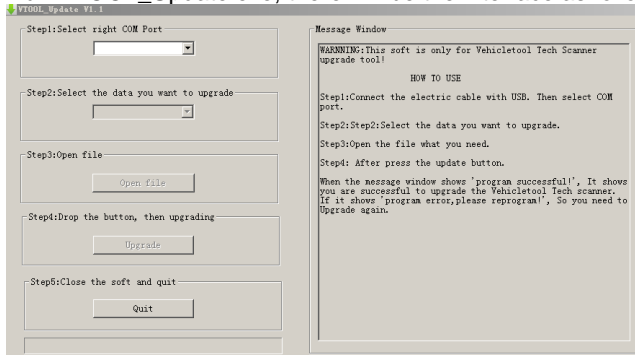 VTOOL_Update V1.1
Step1:Select right COM Port
Step2:Select the data you want to upgrade
Step3:Open file
Open file
Step4:Drop the button, then upgrading
Upgrade
Step5:Close the soft and quit
Quit
Message Window
WARNNING:This soft is only for Vehicletool Tech Scanner
upgrade tool!
HOW TO USE
Step1:Connect the electric cable with USB. Then select COM
port.
Step2:Step2:Select the data you want to upgrade.
Step3:Open the file what you need.
Step4: After press the update button.
When the message window shows 'program successful!', It shows
you are successful to upgrade the Vehicletool Tech scanner.
If it shows 'program error,please reprogram!', So you need to
Upgrade again.